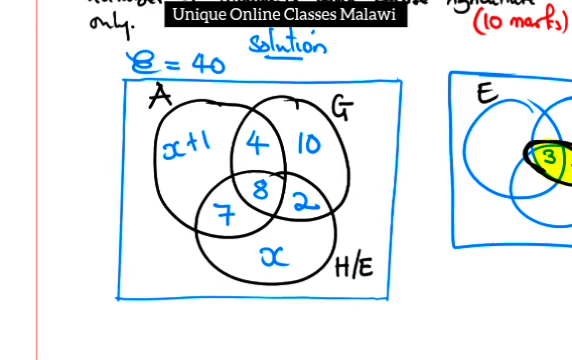 Unique Online Classes Malawi
only.
(10 marks)
Solution
ℰ = 40
A
G
E
x+1
4
10
8
7
2
x
H/E
3